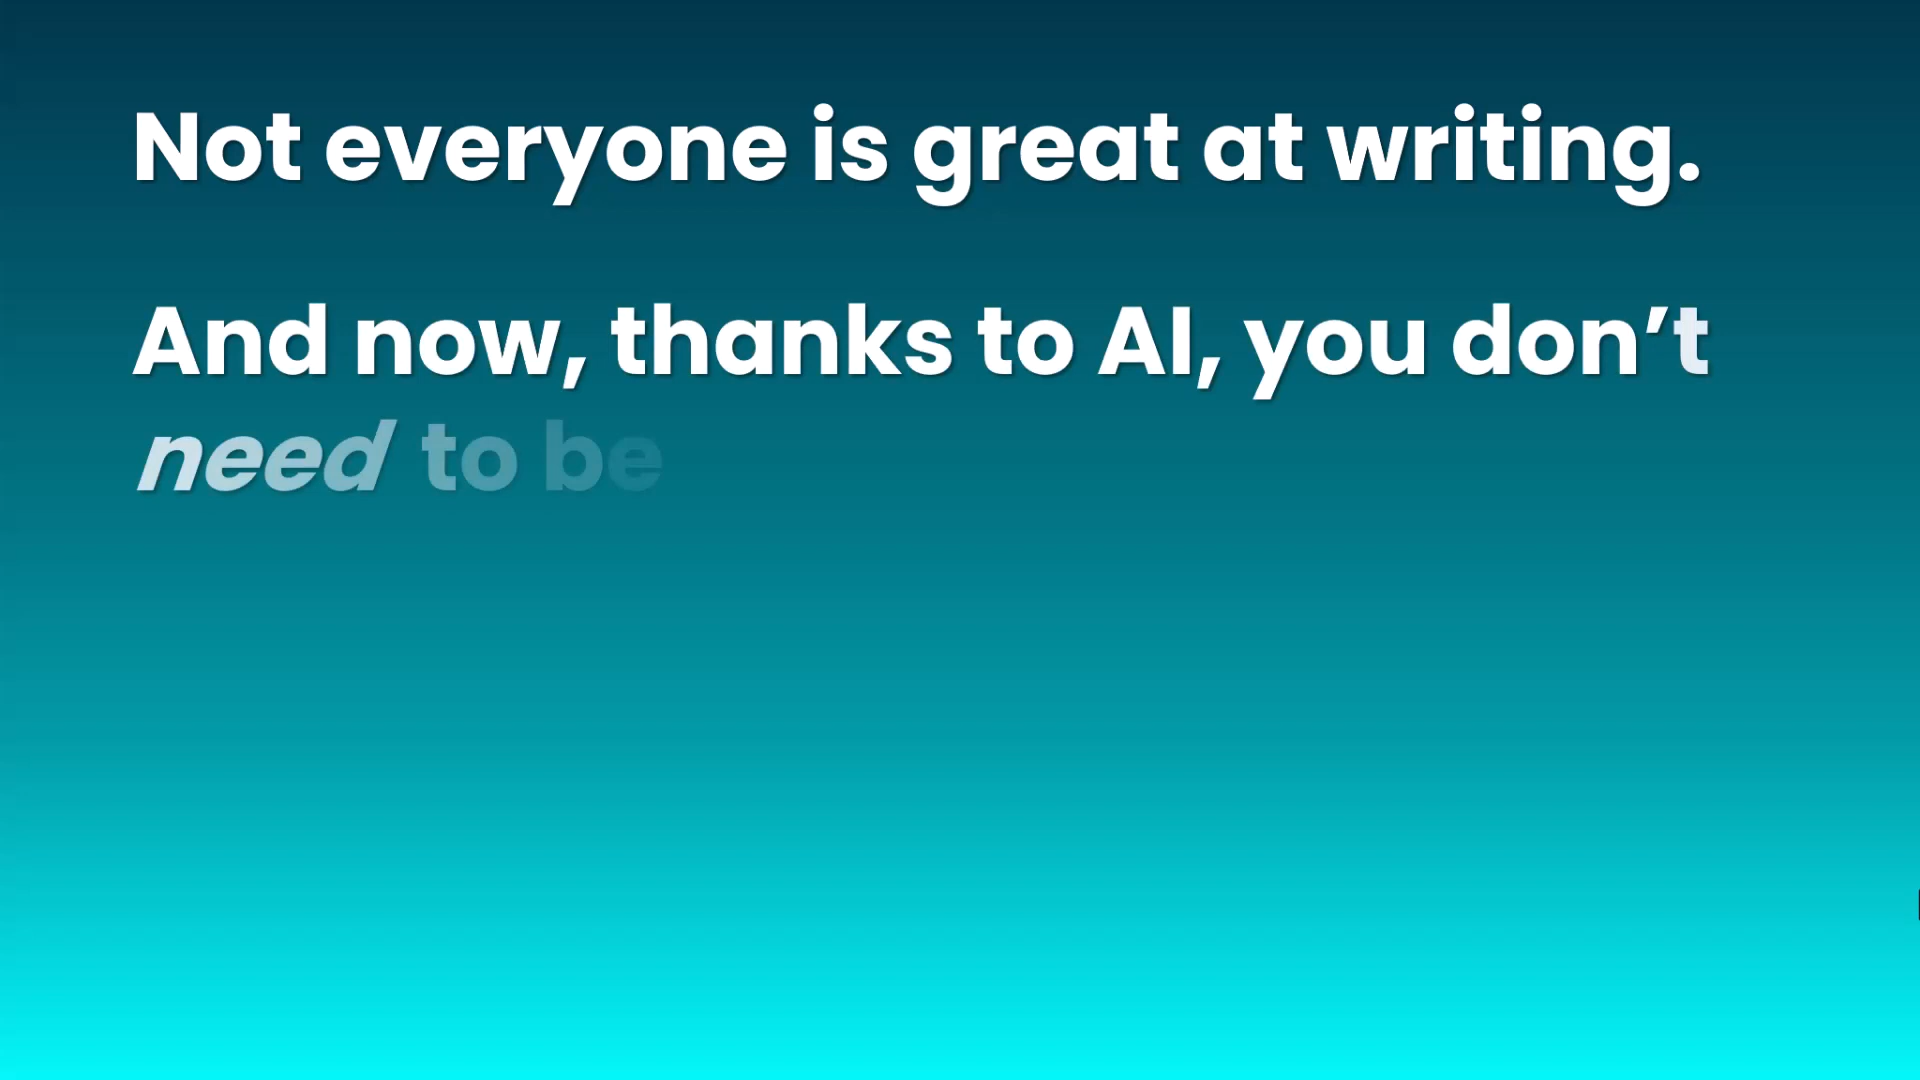 Not everyone is great at writing.
And now, thanks to AI, you don’t
need to be